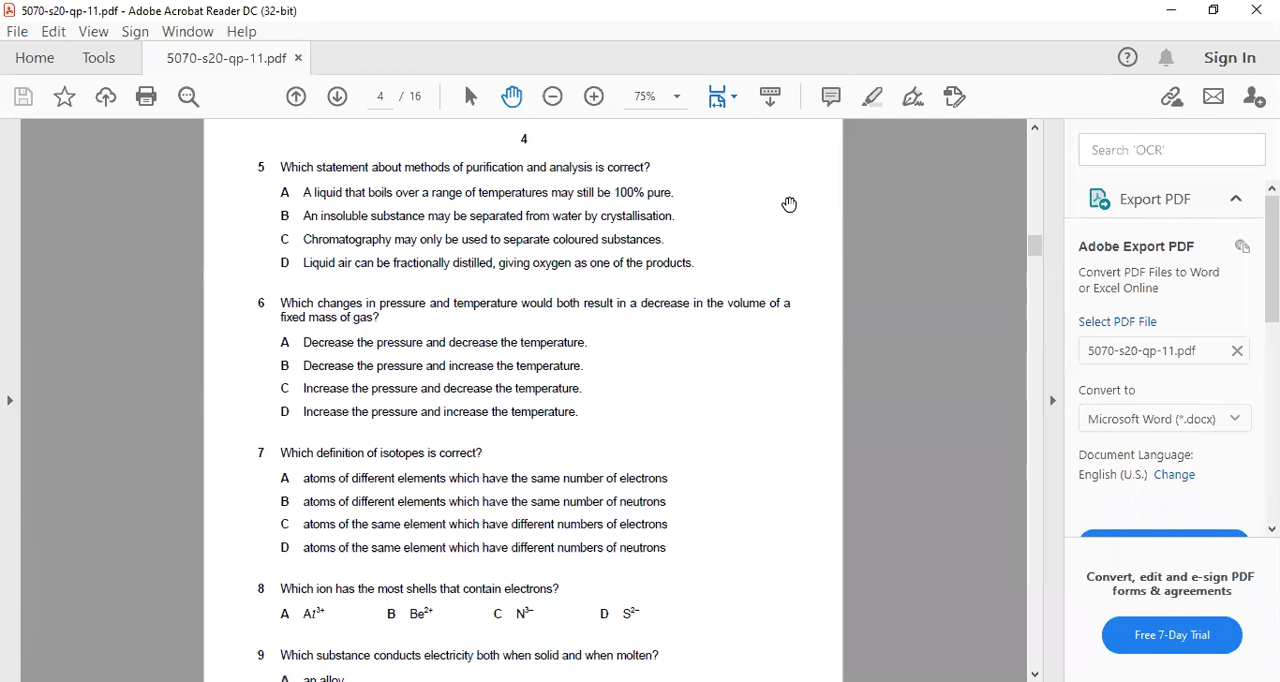 5070-s20-qp-11.pdf - Adobe Acrobat Reader DC (32-bit)
File Edit View Sign Window Help
Home Tools 5070-s20-qp-11.pdf × Sign In
4 / 16 75%
4
5 Which statement about methods of purification and analysis is correct?
A A liquid that boils over a range of temperatures may still be 100% pure.
B An insoluble substance may be separated from water by crystallisation.
C Chromatography may only be used to separate coloured substances.
D Liquid air can be fractionally distilled, giving oxygen as one of the products.
6 Which changes in pressure and temperature would both result in a decrease in the volume of a
fixed mass of gas?
A Decrease the pressure and decrease the temperature.
B Decrease the pressure and increase the temperature.
C Increase the pressure and decrease the temperature.
D Increase the pressure and increase the temperature.
7 Which definition of isotopes is correct?
A atoms of different elements which have the same number of electrons
B atoms of different elements which have the same number of neutrons
C atoms of the same element which have different numbers of electrons
D atoms of the same element which have different numbers of neutrons
8 Which ion has the most shells that contain electrons?
A Al³⁺ B Be²⁺ C N³⁻ D S²⁻
9 Which substance conducts electricity both when solid and when molten?
A an alloy
Search 'OCR'
Export PDF
Adobe Export PDF
Convert PDF Files to Word
or Excel Online
Select PDF File
5070-s20-qp-11.pdf
Convert to
Microsoft Word (*.docx)
Document Language:
English (U.S.) Change
Convert, edit and e-sign PDF
forms & agreements
Free 7-Day Trial